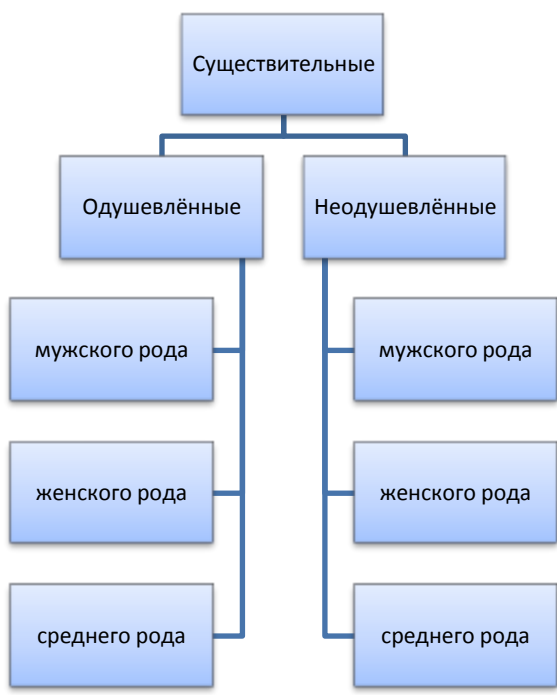 Существительные
Одушевлённые
Неодушевлённые
мужского рода
женского рода
среднего рода
мужского рода
женского рода
среднего рода